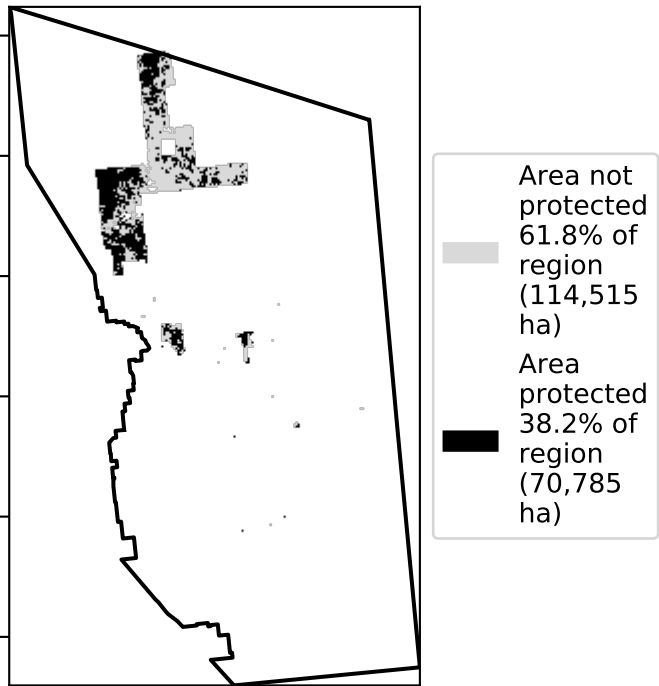 Area not
protected
61.8% of
region
(114,515
ha)
Area
protected
38.2% of
region
(70,785
ha)